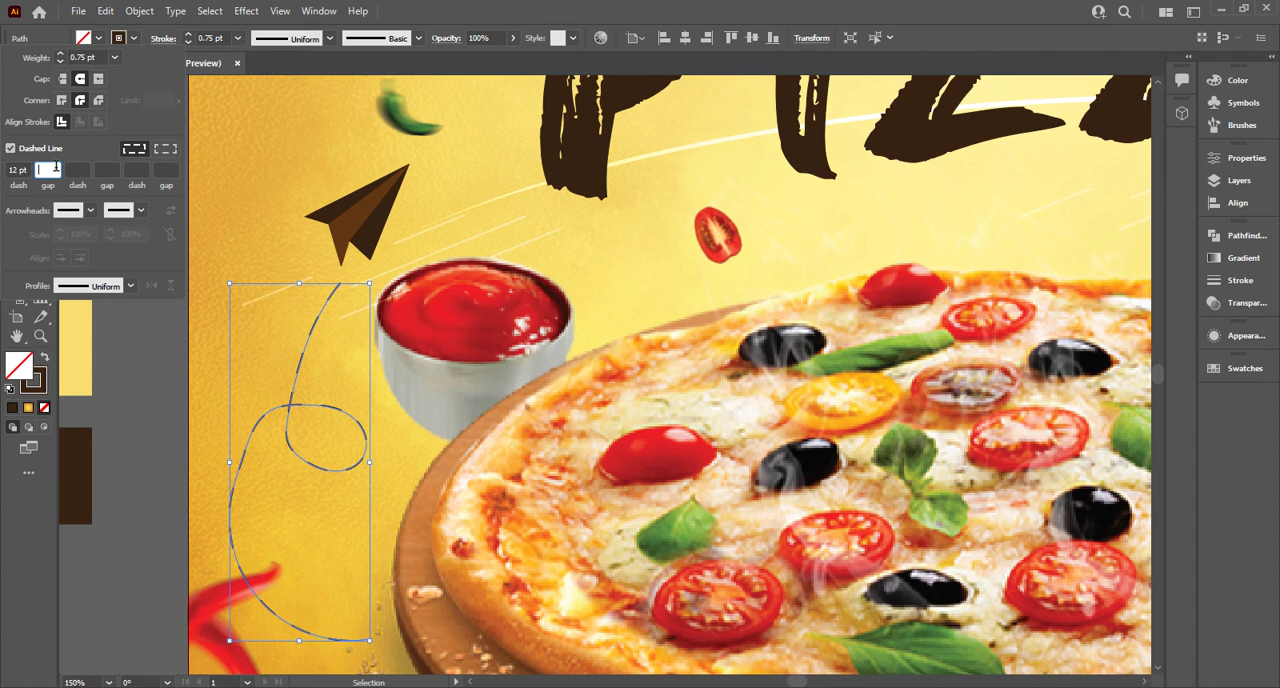 Ai File Edit Object Type Select Effect View Window Help
Path Stroke: 0.75 pt Uniform Basic Opacity: 100% Style: Transform
Weight: 0.75 pt Preview) ×
Cap:
Corner: Limit: x
Align Stroke:
Dashed Line
12 pt
dash gap dash gap dash gap
Arrowheads:
Scale: 100% 100%
Align:
Profile: Uniform
Color
Symbols
Brushes
Properties
Layers
Align
Pathfind...
Gradient
Stroke
Transpar...
Appeara...
Swatches
150% 0° 1 Selection